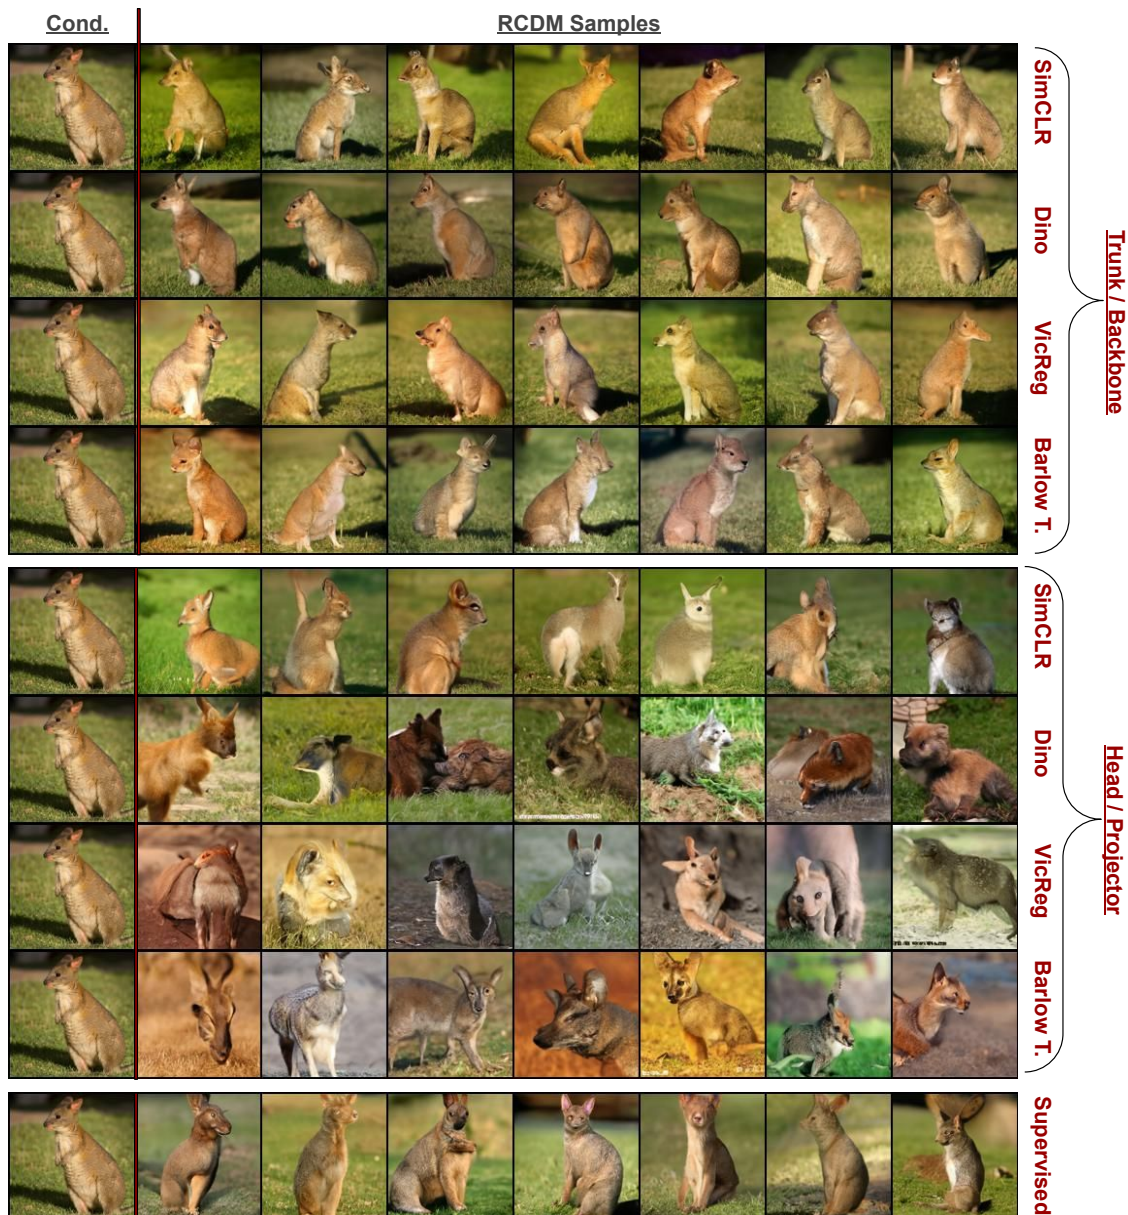 Cond.
RCDM Samples
SimCLR
Dino
VicReg
Barlow T.
Trunk / Backbone
SimCLR
Dino
VicReg
Barlow T.
Head / Projector
Supervised